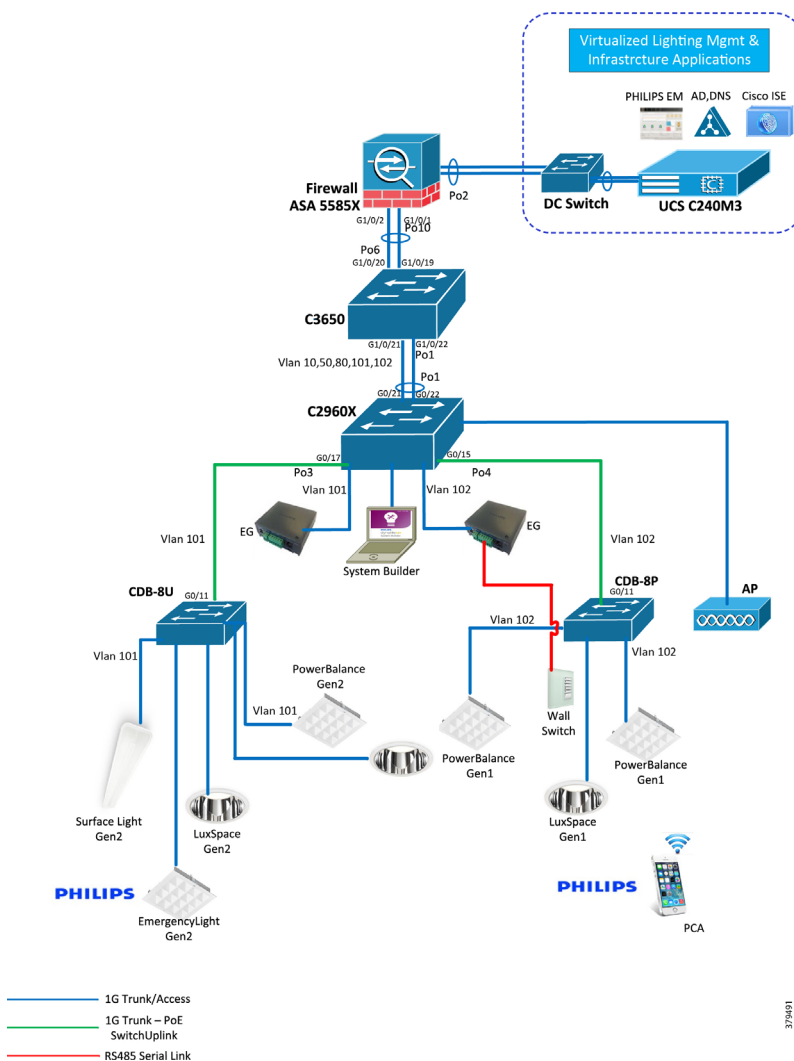 Virtualized Lighting Mgmt &
Infrastrcture Applications
PHILIPS EM
AD,DNS
Cisco ISE
Firewall
ASA 5585X
Po2
DC Switch
UCS C240M3
G1/0/2
G1/0/1
Po10
Po6
G1/0/20
G1/0/19
C3650
G1/0/21
G1/0/22
Po1
Vlan 10,50,80,101,102
Po1
G0/21
G0/22
C2960X
G0/17
G0/15
Po3
Po4
Vlan 101
Vlan 102
EG
EG
System Builder
Vlan 101
Vlan 102
CDB-8U
G0/11
CDB-8P
G0/11
AP
Vlan 101
Vlan 102
Vlan 102
PowerBalance
Gen2
Vlan 101
Wall
Switch
PowerBalance
Gen1
PowerBalance
Gen1
Surface Light
Gen2
LuxSpace
Gen2
LuxSpace
Gen1
PHILIPS
PHILIPS
EmergencyLight
Gen2
PCA
1G Trunk/Access
1G Trunk – PoE
SwitchUplink
RS485 Serial Link
379491